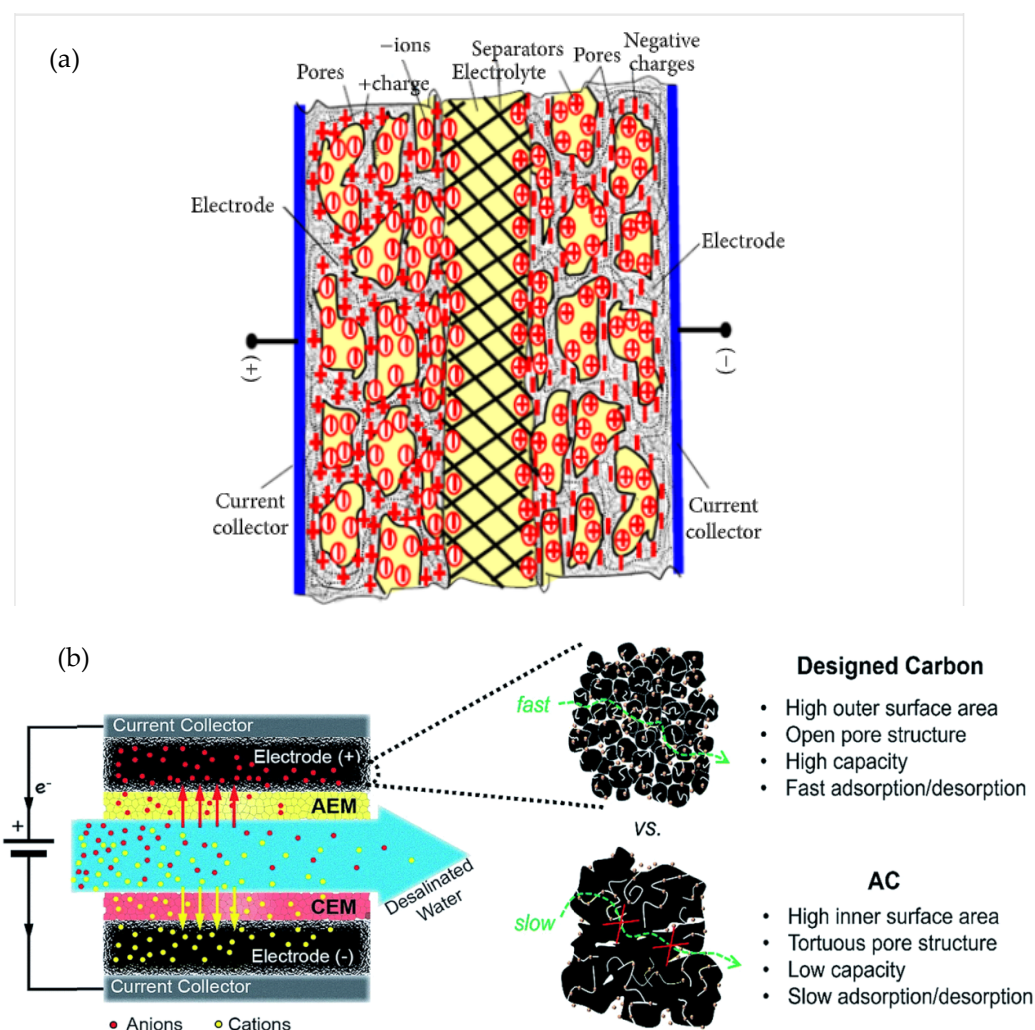 (a)
−ions
Pores
+charge
Separators
Electrolyte
Pores
Negative
charges
Electrode
Electrode
(+)
(−)
Current
collector
Current
collector
(b)
Current Collector
Electrode (+)
AEM
e-
+
Desalinated
Water
CEM
Electrode (-)
Current Collector
• Anions • Cations
fast
vs.
slow
Designed Carbon
• High outer surface area
• Open pore structure
• High capacity
• Fast adsorption/desorption
AC
• High inner surface area
• Tortuous pore structure
• Low capacity
• Slow adsorption/desorption